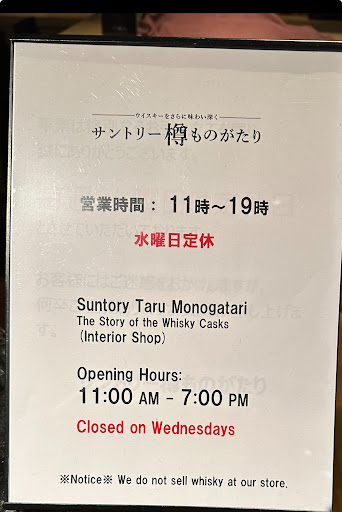 ウイスキーをさらに味わい深く
サントリー樽ものがたり
営業時間： 11時～19時
水曜日定休
Suntory Taru Monogatari
The Story of the Whisky Casks
(Interior Shop)
Opening Hours:
11:00 AM - 7:00 PM
Closed on Wednesdays
※Notice※ We do not sell whisky at our store.